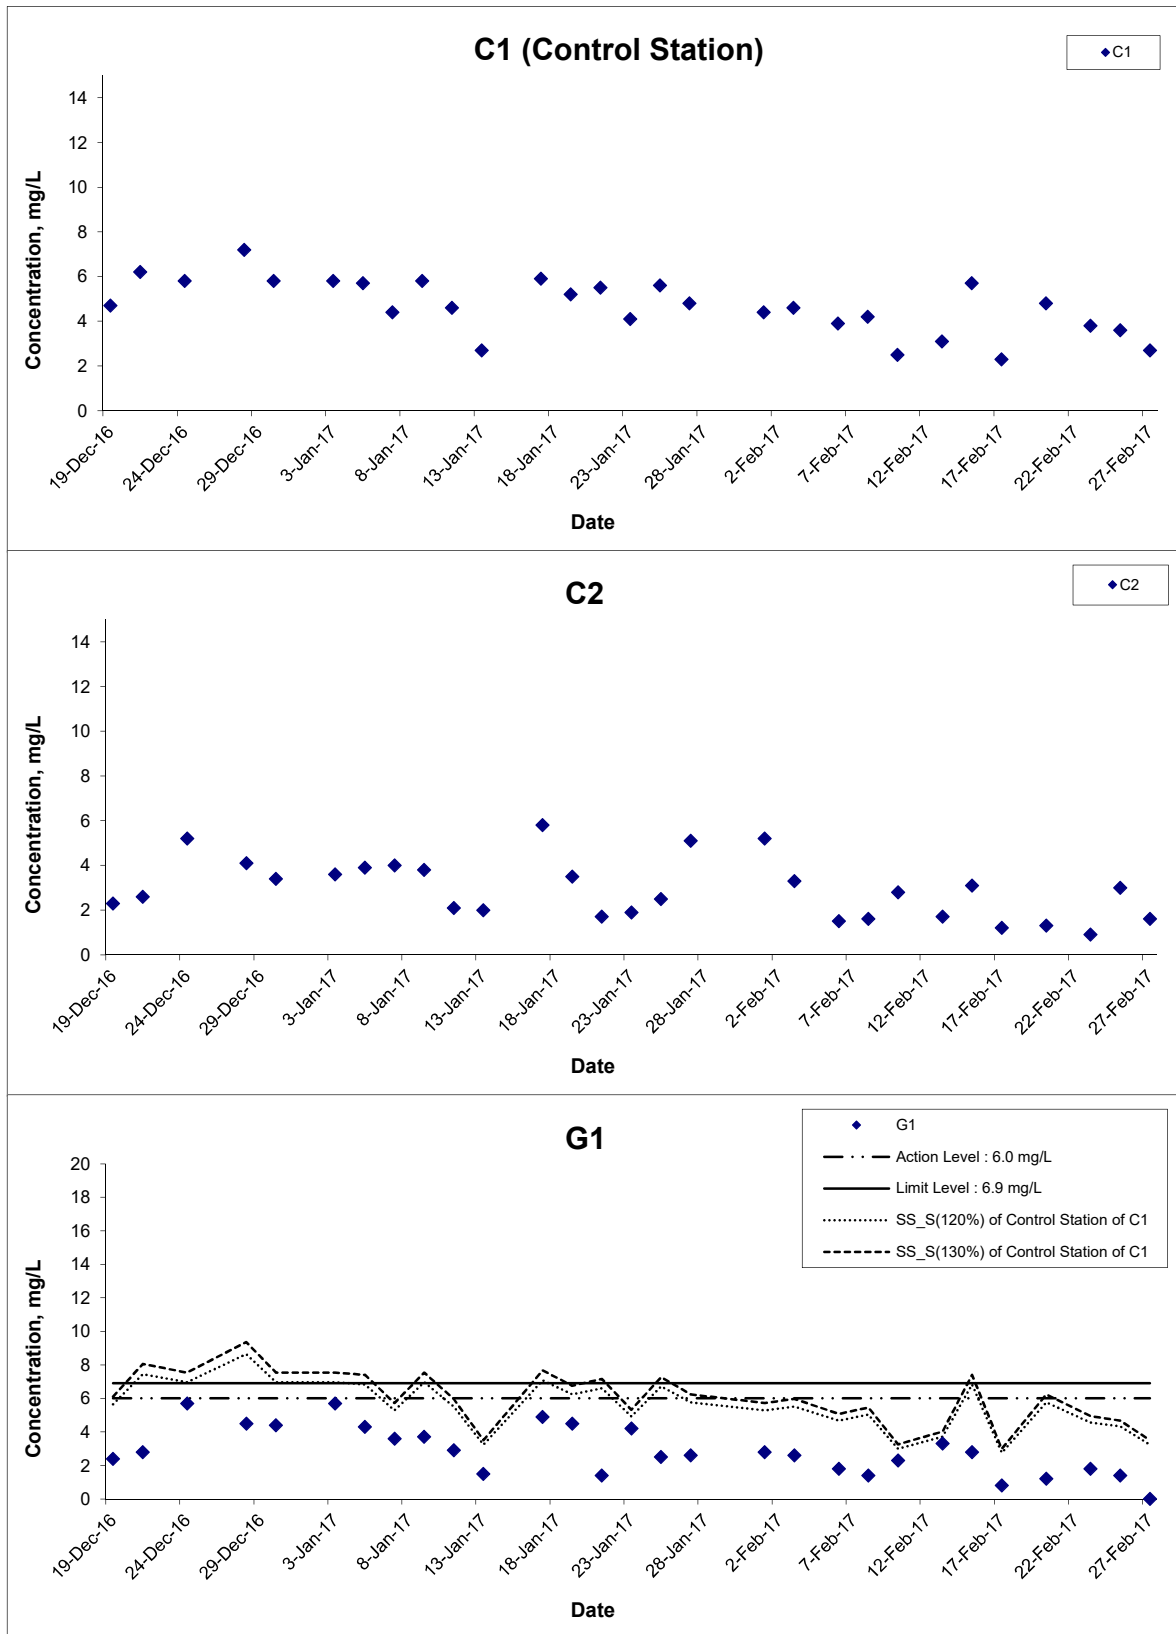 C1 (Control Station)
C1
14
12
10
8
6
4
2
0
Concentration, mg/L
19-Dec-16
24-Dec-16
29-Dec-16
3-Jan-17
8-Jan-17
13-Jan-17
18-Jan-17
23-Jan-17
28-Jan-17
2-Feb-17
7-Feb-17
12-Feb-17
17-Feb-17
22-Feb-17
27-Feb-17
Date
C2
C2
14
12
10
8
6
4
2
0
Concentration, mg/L
19-Dec-16
24-Dec-16
29-Dec-16
3-Jan-17
8-Jan-17
13-Jan-17
18-Jan-17
23-Jan-17
28-Jan-17
2-Feb-17
7-Feb-17
12-Feb-17
17-Feb-17
22-Feb-17
27-Feb-17
Date
G1
G1
Action Level : 6.0 mg/L
Limit Level : 6.9 mg/L
SS_S(120%) of Control Station of C1
SS_S(130%) of Control Station of C1
20
18
16
14
12
10
8
6
4
2
0
Concentration, mg/L
19-Dec-16
24-Dec-16
29-Dec-16
3-Jan-17
8-Jan-17
13-Jan-17
18-Jan-17
23-Jan-17
28-Jan-17
2-Feb-17
7-Feb-17
12-Feb-17
17-Feb-17
22-Feb-17
27-Feb-17
Date